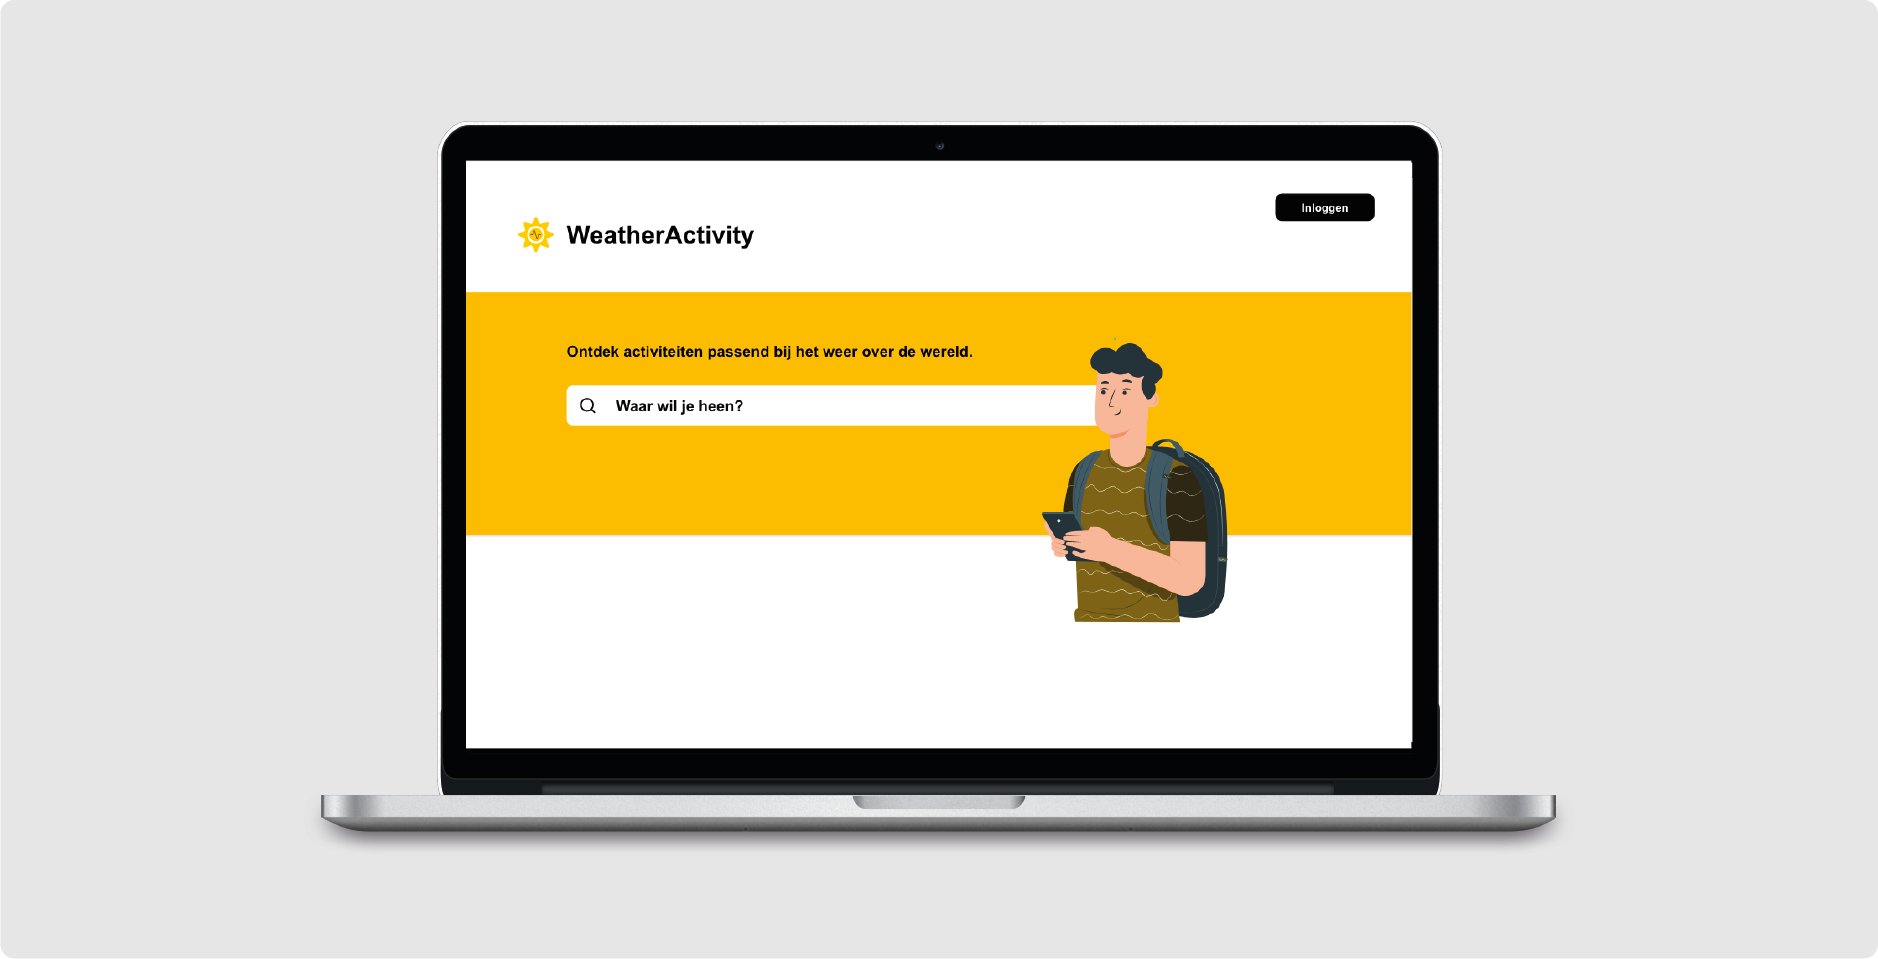 Inloggen
WeatherActivity
Ontdek activiteiten passend bij het weer over de wereld.
Waar wil je heen?